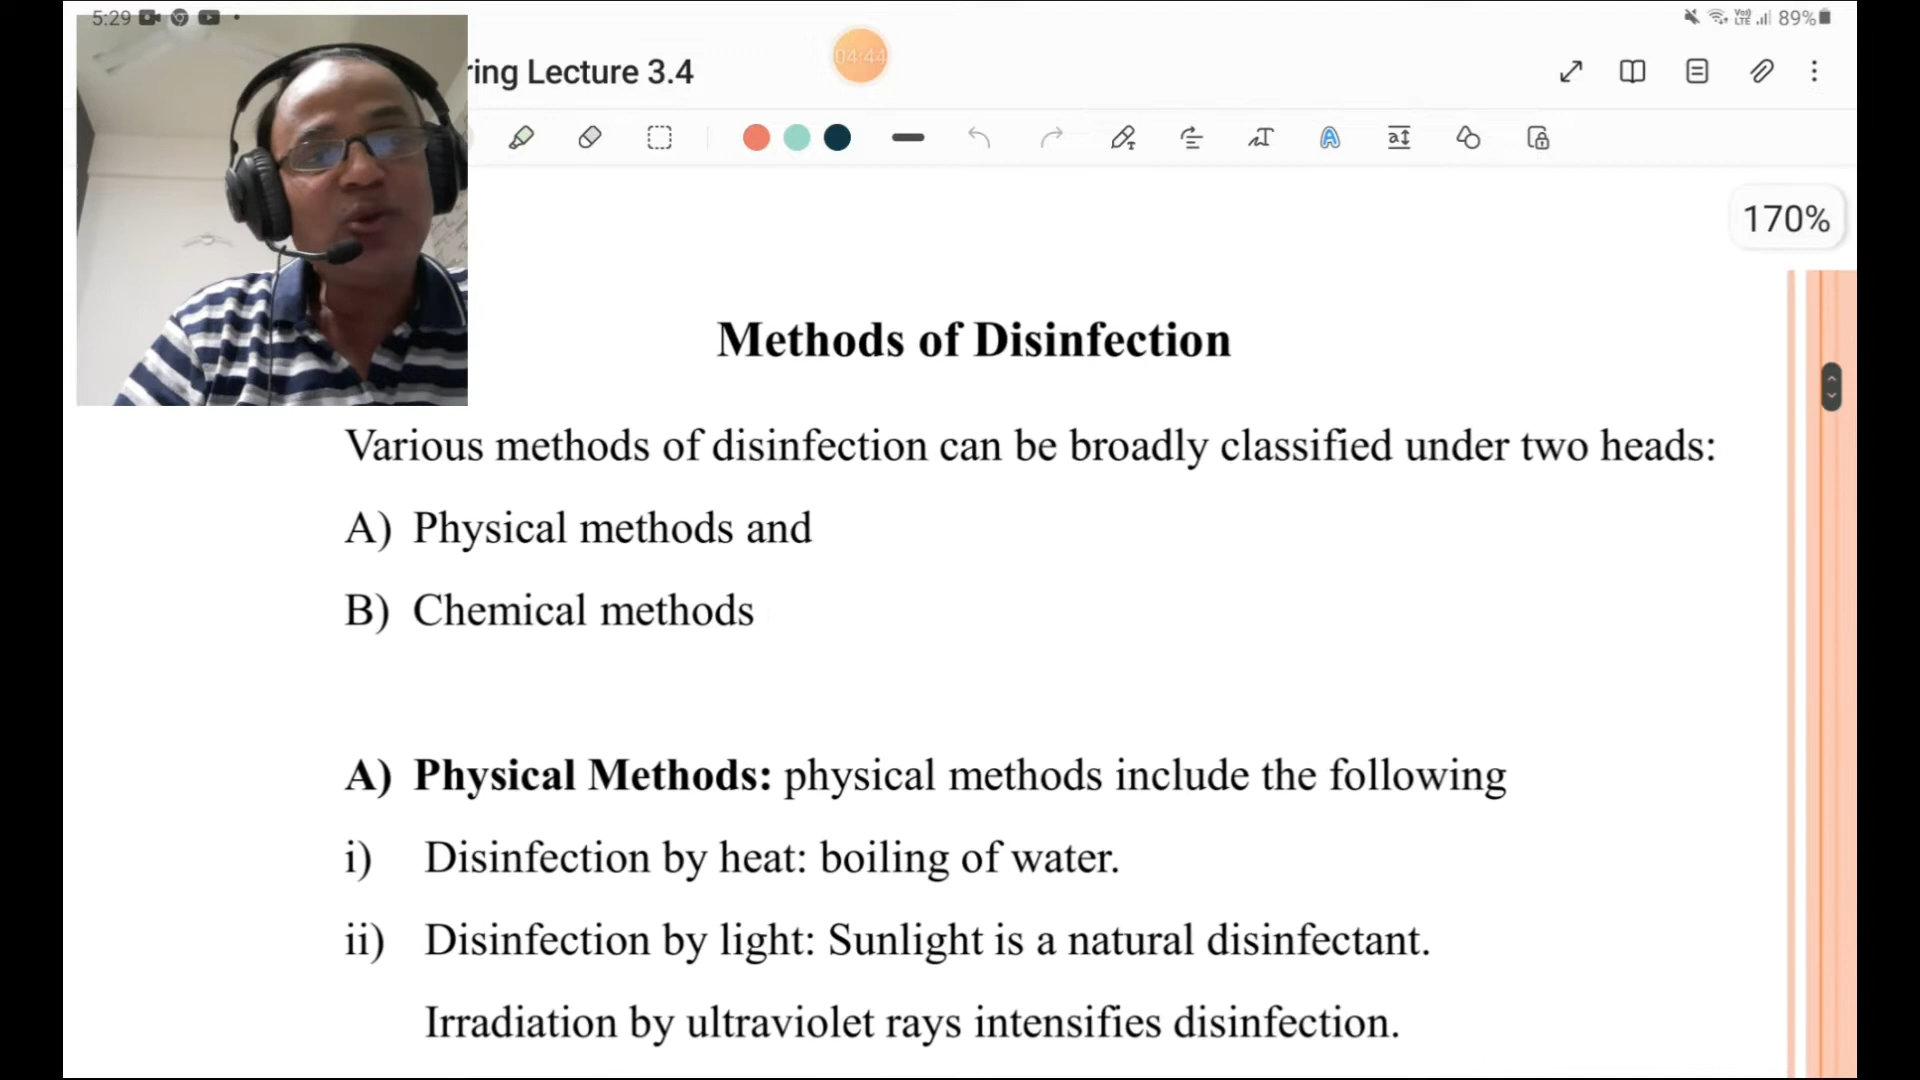 5:29
89%
ring Lecture 3.4
04:44
170%
Methods of Disinfection
Various methods of disinfection can be broadly classified under two heads:
A) Physical methods and
B) Chemical methods
A) Physical Methods: physical methods include the following
i) Disinfection by heat: boiling of water.
ii) Disinfection by light: Sunlight is a natural disinfectant.
Irradiation by ultraviolet rays intensifies disinfection.